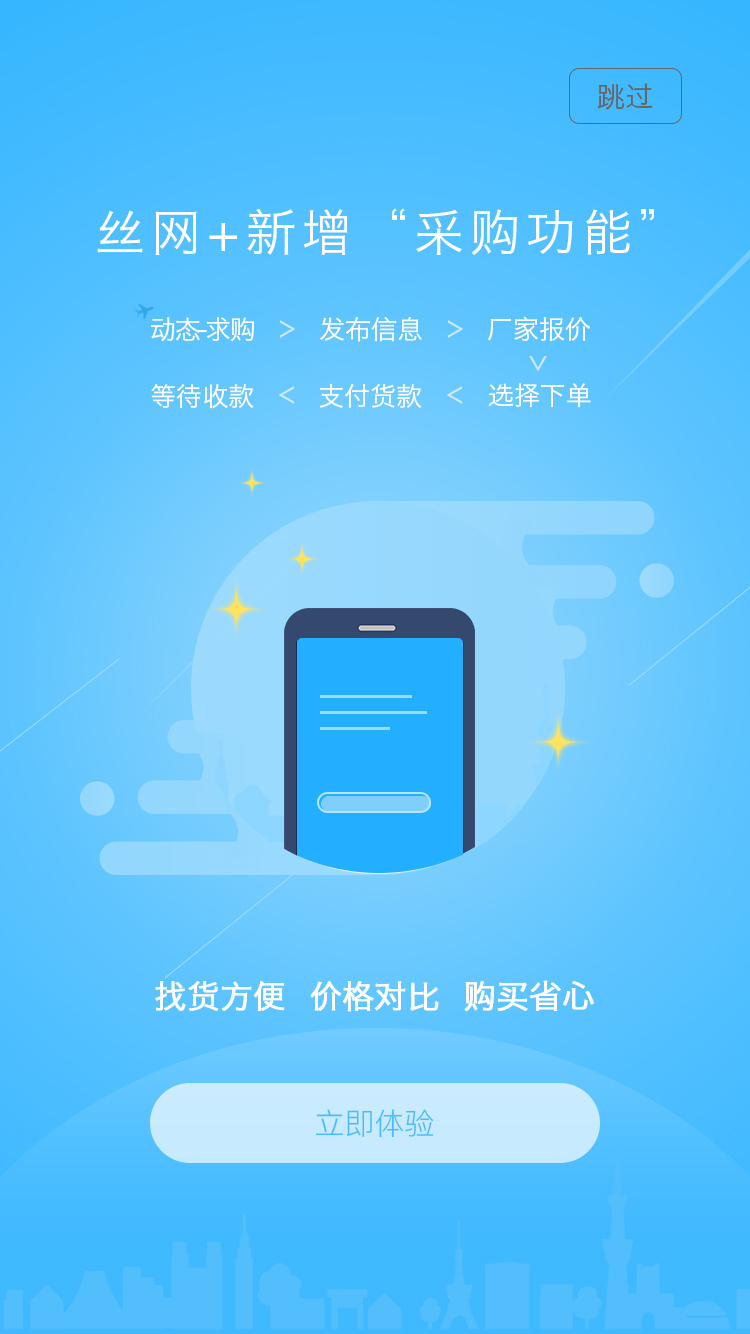 跳过
丝网+新增“采购功能”
动态-求购 > 发布信息 > 厂家报价
等待收款 < 支付货款 < 选择下单
找货方便 价格对比 购买省心
立即体验